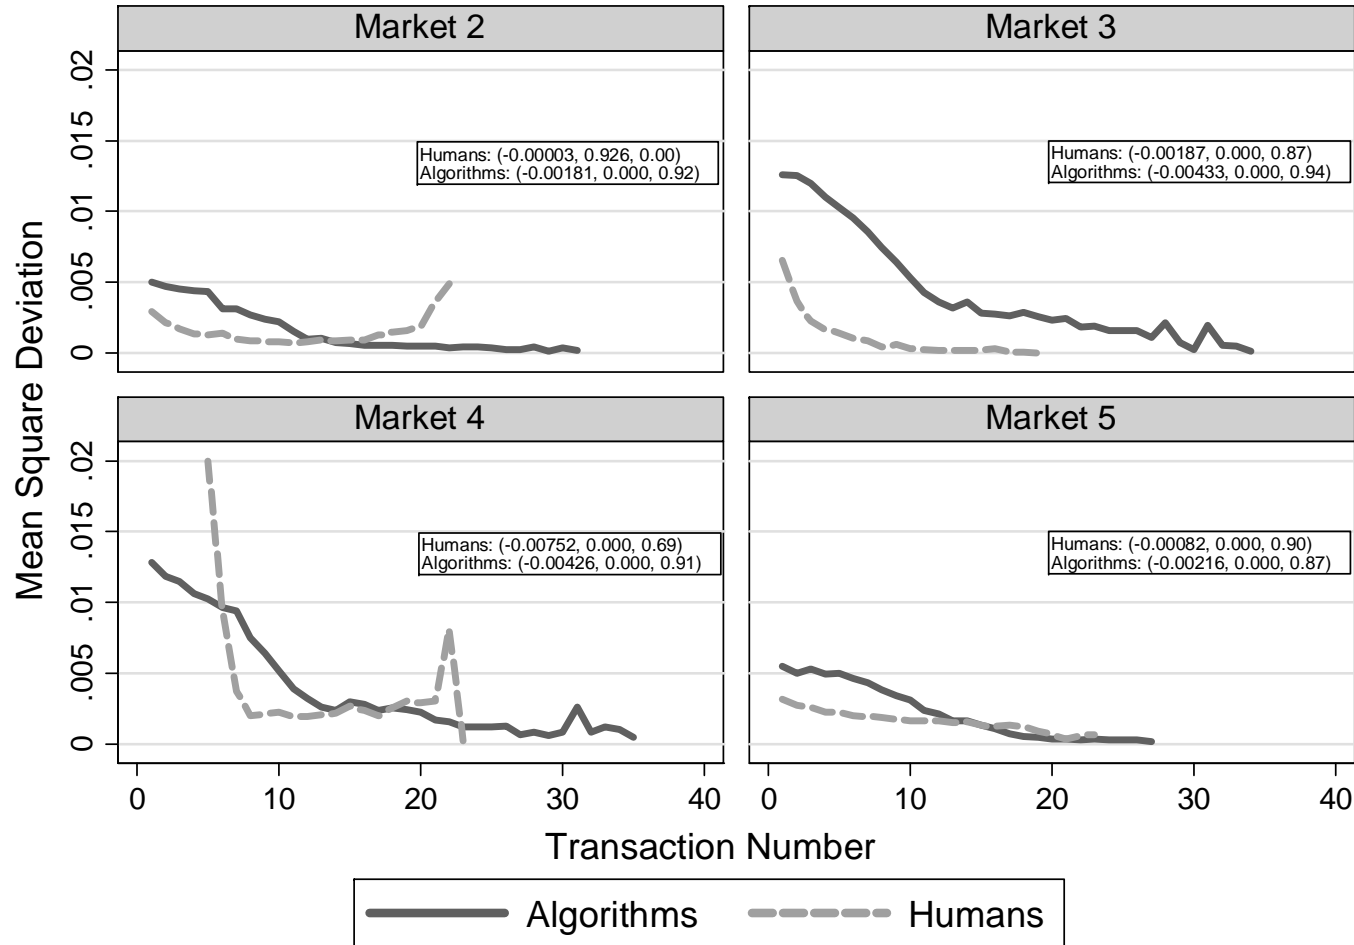 Market 2
Market 3
Mean Square Deviation
.02
.015
.01
.005
0
Humans: (-0.00003, 0.926, 0.00)
Algorithms: (-0.00181, 0.000, 0.92)
Humans: (-0.00187, 0.000, 0.87)
Algorithms: (-0.00433, 0.000, 0.94)
Market 4
Market 5
.02
.015
.01
.005
0
Humans: (-0.00752, 0.000, 0.69)
Algorithms: (-0.00426, 0.000, 0.91)
Humans: (-0.00082, 0.000, 0.90)
Algorithms: (-0.00216, 0.000, 0.87)
0 10 20 30 40
0 10 20 30 40
Transaction Number
Algorithms
Humans